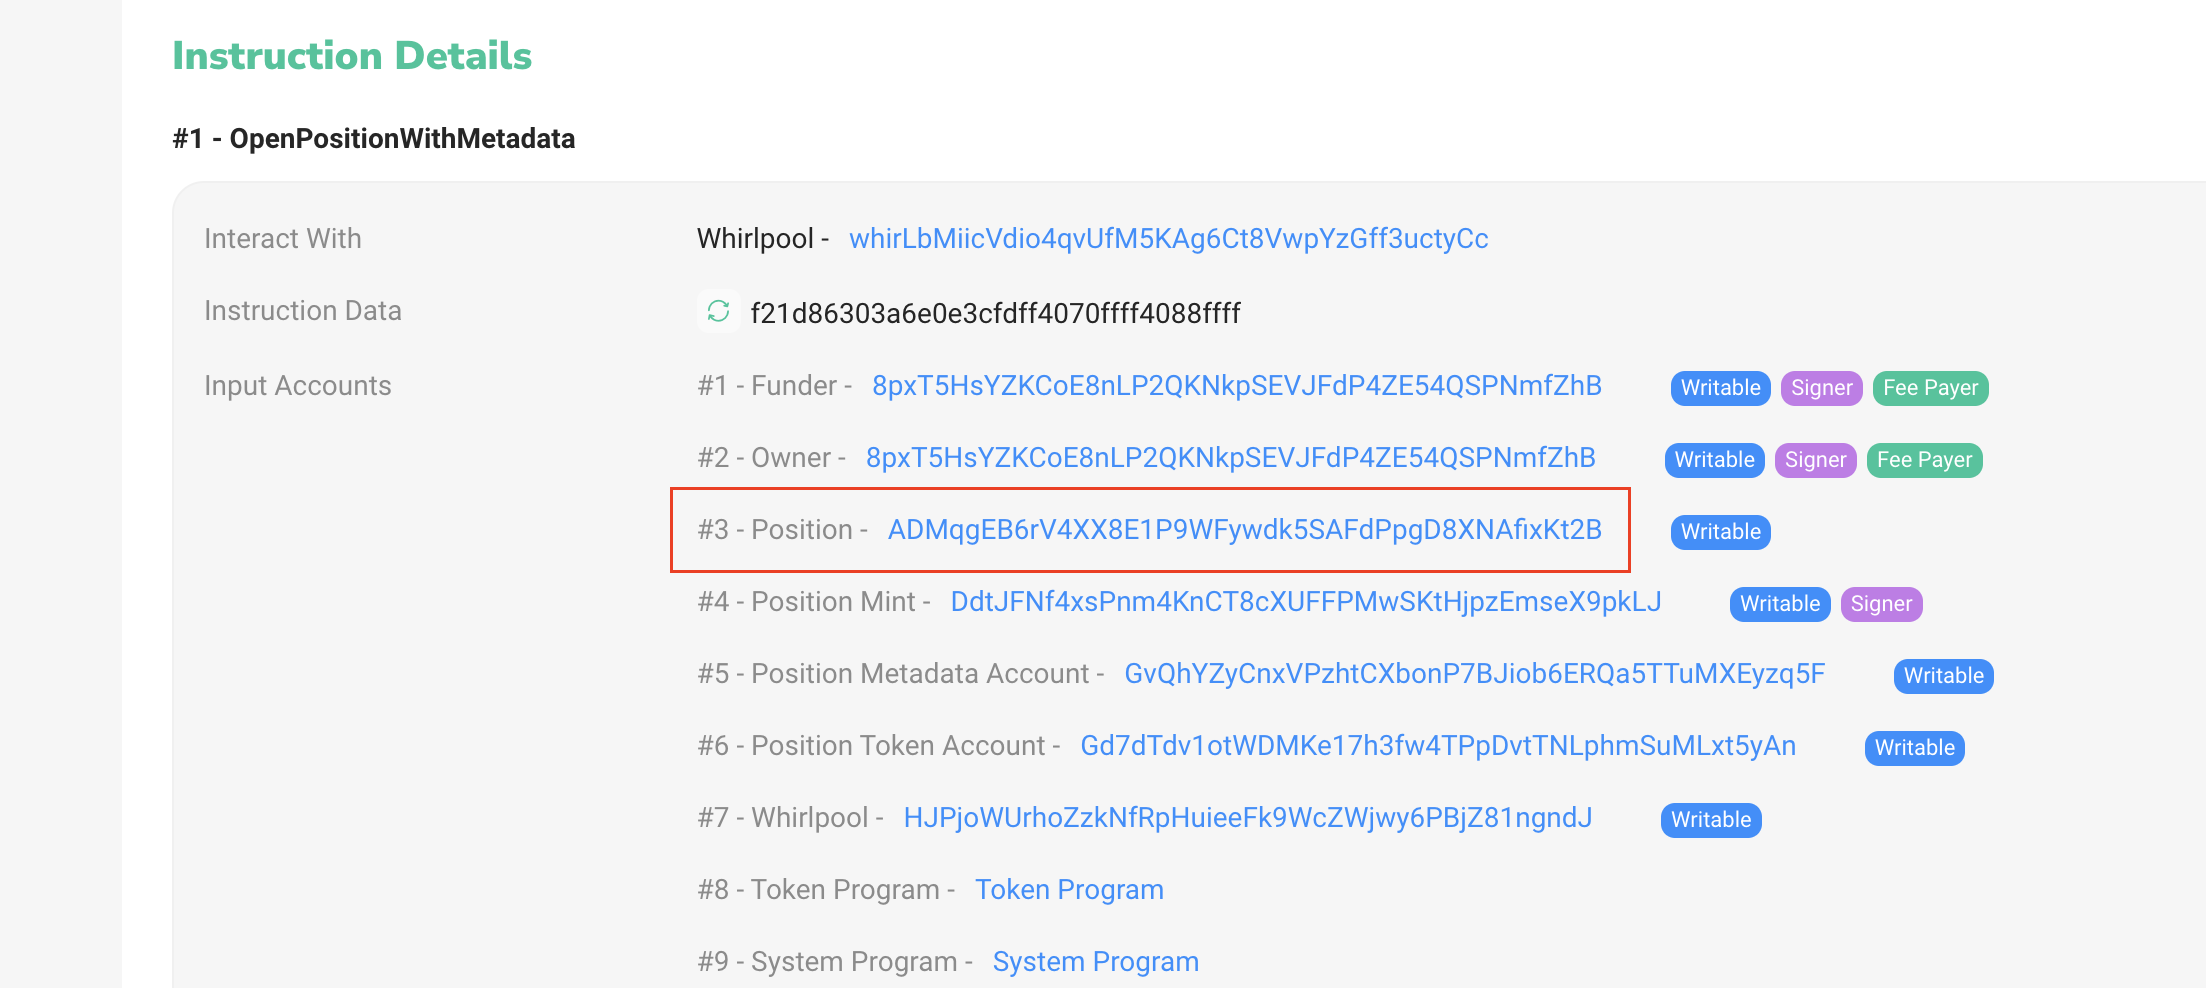 Instruction Details
#1 - OpenPositionWithMetadata
Interact With Whirlpool - whirLbMiicVdio4qvUfM5KAg6Ct8VwpYzGff3uctyCc
Instruction Data f21d86303a6e0e3cfdff4070ffff4088ffff
Input Accounts #1 - Funder - 8pxT5HsYZKCoE8nLP2QKNkpSEVJFdP4ZE54QSPNmfZhB Writable Signer Fee Payer
#2 - Owner - 8pxT5HsYZKCoE8nLP2QKNkpSEVJFdP4ZE54QSPNmfZhB Writable Signer Fee Payer
#3 - Position - ADMqgEB6rV4XX8E1P9WFywdk5SAFdPpgD8XNAfixKt2B Writable
#4 - Position Mint - DdtJFNf4xsPnm4KnCT8cXUFFPMwSKtHjpzEmseX9pkLJ Writable Signer
#5 - Position Metadata Account - GvQhYZyCnxVPzhtCXbonP7BJiob6ERQa5TTuMXEyzq5F Writable
#6 - Position Token Account - Gd7dTdv1otWDMKe17h3fw4TPpDvtTNLphmSuMLxt5yAn Writable
#7 - Whirlpool - HJPjoWUrhoZzkNfRpHuieeFk9WcZWjwy6PBjZ81ngndJ Writable
#8 - Token Program - Token Program
#9 - System Program - System Program